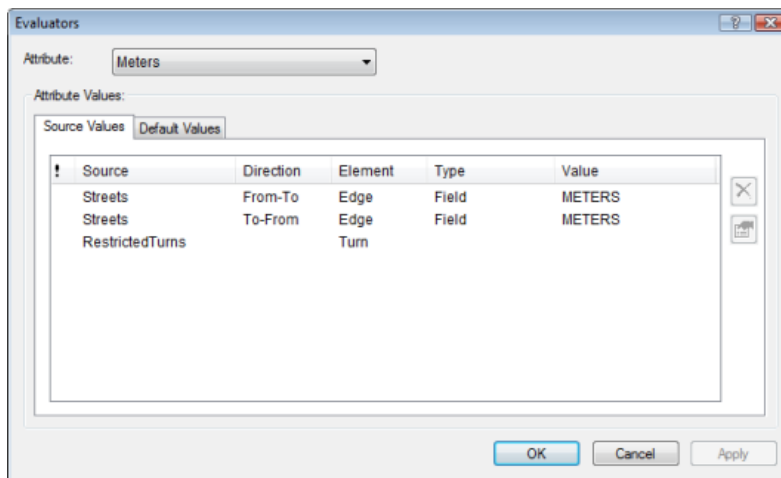 Evaluators
Attribute: Meters
Attribute Values:
Source Values Default Values
! Source Direction Element Type Value
Streets From-To Edge Field METERS
Streets To-From Edge Field METERS
RestrictedTurns Turn
OK Cancel Apply